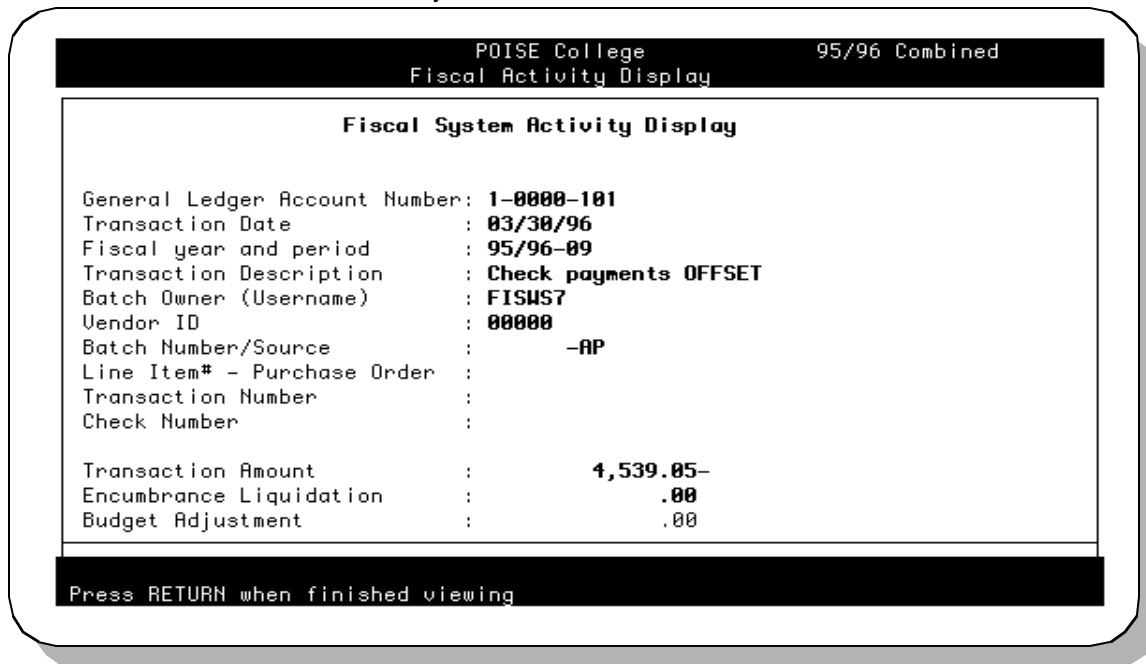 POISE College 95/96 Combined
Fiscal Activity Display
Fiscal System Activity Display
General Ledger Account Number: 1-0000-101
Transaction Date : 03/30/96
Fiscal year and period : 95/96-09
Transaction Description : Check payments OFFSET
Batch Owner (Username) : FISWS7
Vendor ID : 00000
Batch Number/Source : -AP
Line Item# - Purchase Order :
Transaction Number :
Check Number :
Transaction Amount : 4,539.05-
Encumbrance Liquidation : .00
Budget Adjustment : .00
Press RETURN when finished viewing